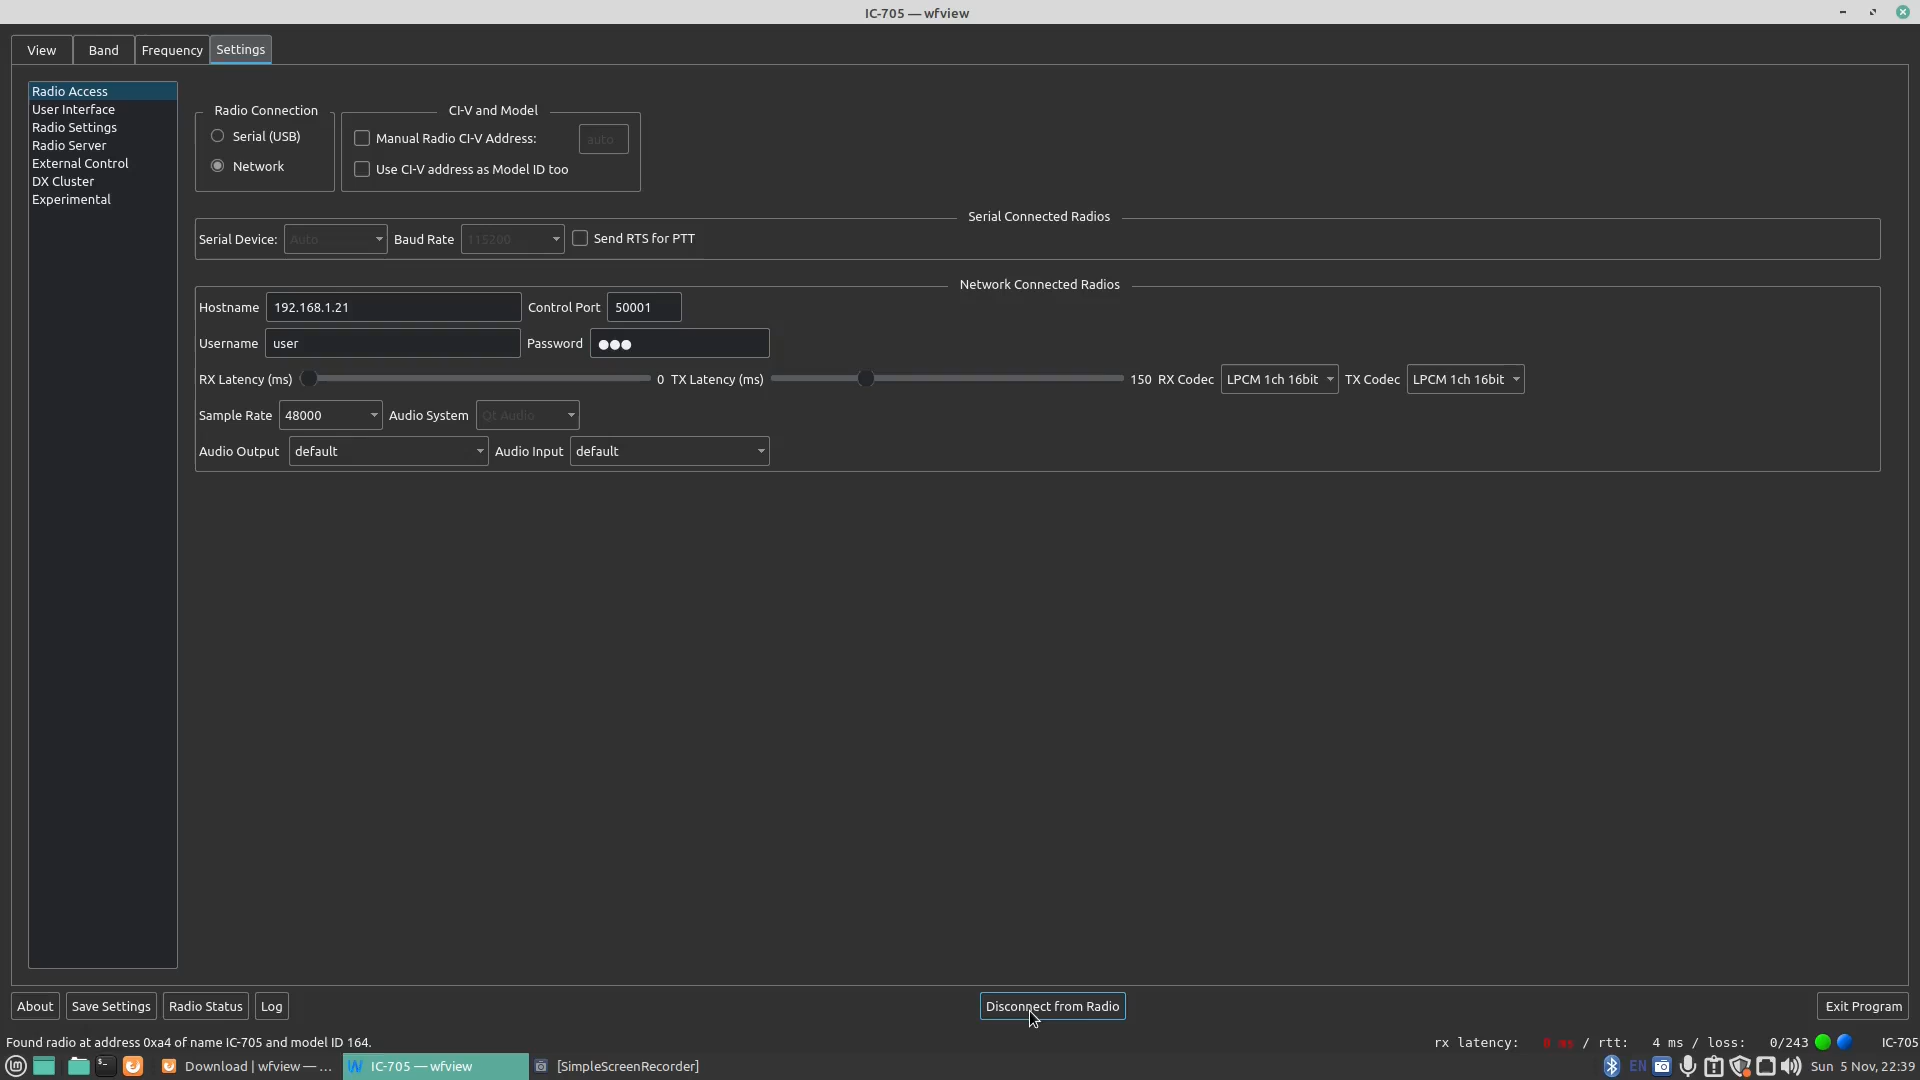 IC-705 — wfview
View Band Frequency Settings
Radio Access
User Interface
Radio Settings
Radio Server
External Control
DX Cluster
Experimental
Radio Connection
Serial (USB)
Network
CI-V and Model
Manual Radio CI-V Address: auto
Use CI-V address as Model ID too
Serial Connected Radios
Serial Device: Auto Baud Rate 115200 Send RTS for PTT
Network Connected Radios
Hostname 192.168.1.21 Control Port 50001
Username user Password ●●●
RX Latency (ms) 0 TX Latency (ms) 150 RX Codec LPCM 1ch 16bit TX Codec LPCM 1ch 16bit
Sample Rate 48000 Audio System Qt Audio
Audio Output default Audio Input default
About Save Settings Radio Status Log Disconnect from Radio Exit Program
Found radio at address 0xa4 of name IC-705 and model ID 164. rx latency: 0 ms / rtt: 4 ms / loss: 0/243 IC-705
Download | wfview — ... IC-705 — wfview [SimpleScreenRecorder] EN Sun 5 Nov, 22:39